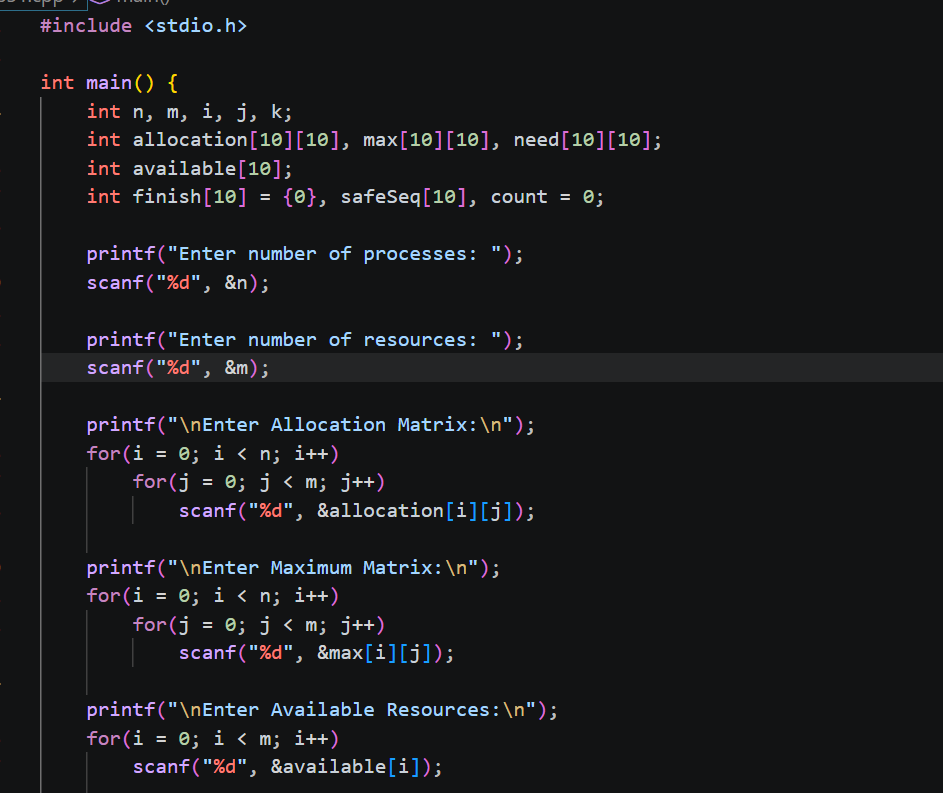 main()
#include <stdio.h>
int main() {
    int n, m, i, j, k;
    int allocation[10][10], max[10][10], need[10][10];
    int available[10];
    int finish[10] = {0}, safeSeq[10], count = 0;
    printf("Enter number of processes: ");
    scanf("%d", &n);
    printf("Enter number of resources: ");
    scanf("%d", &m);
    printf("\nEnter Allocation Matrix:\n");
    for(i = 0; i < n; i++)
        for(j = 0; j < m; j++)
            scanf("%d", &allocation[i][j]);
    printf("\nEnter Maximum Matrix:\n");
    for(i = 0; i < n; i++)
        for(j = 0; j < m; j++)
            scanf("%d", &max[i][j]);
    printf("\nEnter Available Resources:\n");
    for(i = 0; i < m; i++)
        scanf("%d", &available[i]);